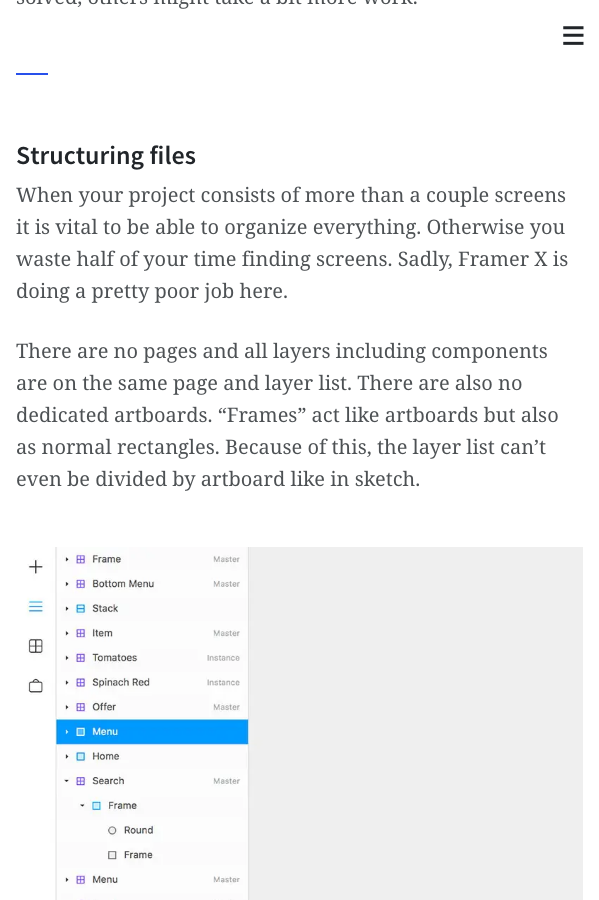 solved, others might take a bit more work.
Structuring files
When your project consists of more than a couple screens
it is vital to be able to organize everything. Otherwise you
waste half of your time finding screens. Sadly, Framer X is
doing a pretty poor job here.
There are no pages and all layers including components
are on the same page and layer list. There are also no
dedicated artboards. “Frames” act like artboards but also
as normal rectangles. Because of this, the layer list can’t
even be divided by artboard like in sketch.
Frame Master
Bottom Menu Master
Stack
Item Master
Tomatoes Instance
Spinach Red Instance
Offer Master
Menu
Home
Search Master
Frame
Round
Frame
Menu Master